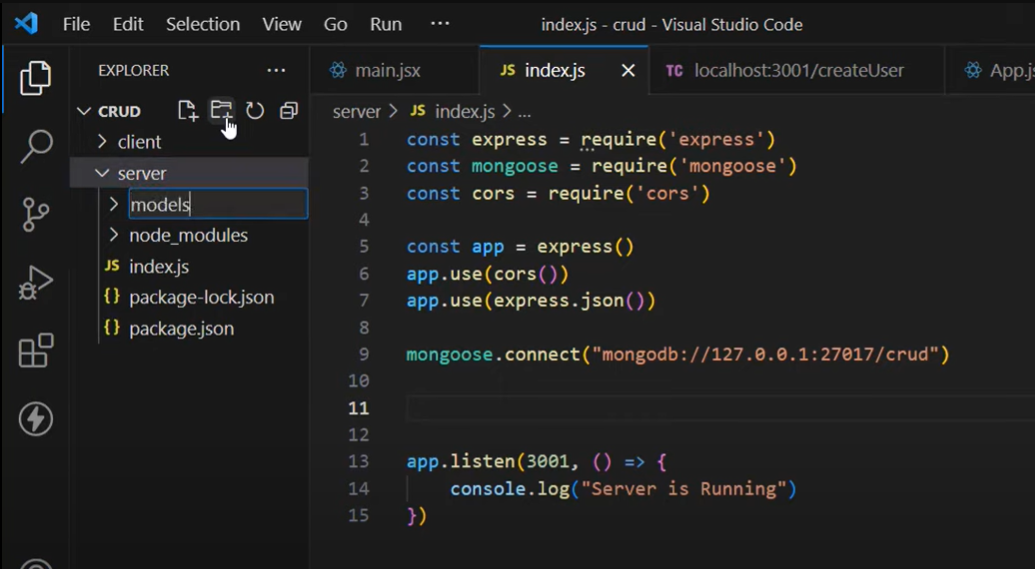 File Edit Selection View Go Run ··· index.js - crud - Visual Studio Code
EXPLORER ···
CRUD
client
server
models
node_modules
JS index.js
{} package-lock.json
{} package.json
main.jsx JS index.js × TC localhost:3001/createUser App.js
server > JS index.js > ...
1 const express = require('express')
2 const mongoose = require('mongoose')
3 const cors = require('cors')
4
5 const app = express()
6 app.use(cors())
7 app.use(express.json())
8
9 mongoose.connect("mongodb://127.0.0.1:27017/crud")
10
11
12
13 app.listen(3001, () => {
14     console.log("Server is Running")
15 })